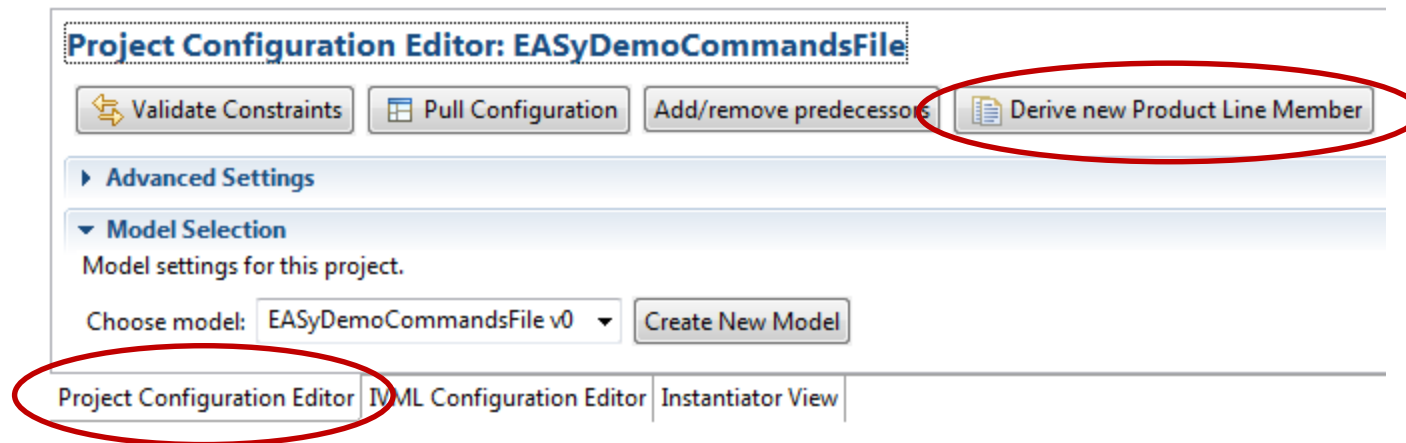 Project Configuration Editor: EASyDemoCommandsFile
Validate Constraints Pull Configuration Add/remove predecessors Derive new Product Line Member
Advanced Settings
Model Selection
Model settings for this project.
Choose model: EASyDemoCommandsFile v0 Create New Model
Project Configuration Editor IVML Configuration Editor Instantiator View